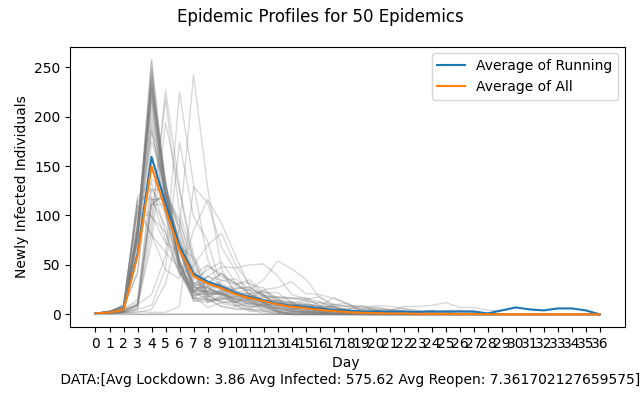 Epidemic Profiles for 50 Epidemics
Average of Running
Average of All
Newly Infected Individuals
250
200
150
100
50
0
0 1 2 3 4 5 6 7 8 9 10 11 12 13 14 15 16 17 18 19 20 21 22 23 24 25 26 27 28 29 30 31 32 33 34 35 36
Day
DATA:[Avg Lockdown: 3.86 Avg Infected: 575.62 Avg Reopen: 7.361702127659575]